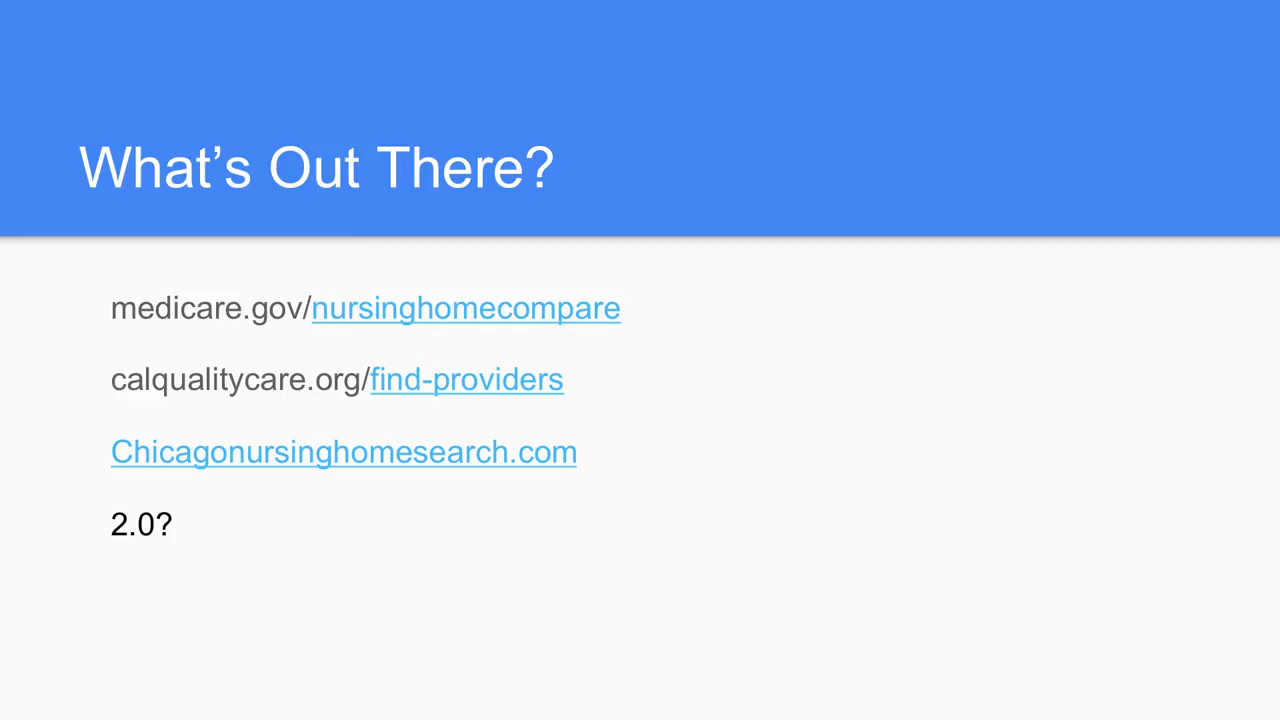 What’s Out There?
medicare.gov/nursinghomecompare
calqualitycare.org/find-providers
Chicagonursinghomesearch.com
2.0?